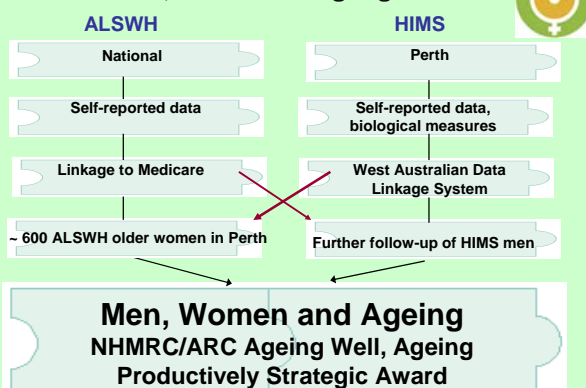 ALSWH
HIMS
National
Perth
Self-reported data
Self-reported data,
biological measures
Linkage to Medicare
West Australian Data
Linkage System
~ 600 ALSWH older women in Perth
Further follow-up of HIMS men
Men, Women and Ageing
NHMRC/ARC Ageing Well, Ageing
Productively Strategic Award